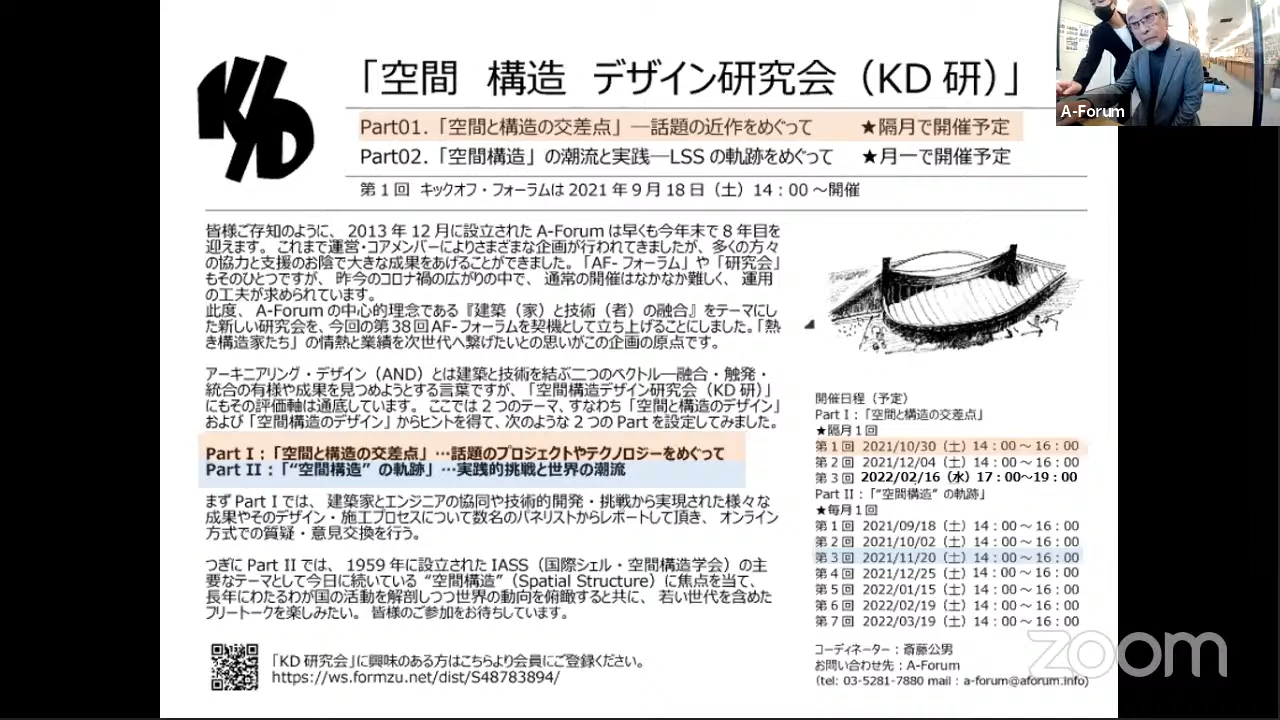 KD
「空間 構造 デザイン研究会（KD 研）」
A-Forum
Part01.「空間と構造の交差点」―話題の近作をめぐって ★隔月で開催予定
Part02.「空間構造」の潮流と実践―LSS の軌跡をめぐって ★月一で開催予定
第１回 キックオフ・フォーラムは 2021 年 9 月 18 日（土）14：00 ～開催
皆様ご存知のように、 2013 年 12 月に設立された A-Forum は早くも今年末で 8 年目を
迎えます。 これまで運営・コアメンバーによりさまざまな企画が行われてきましたが、多くの方々
の協力と支援のお陰で大きな成果をあげることができました。「AF- フォーラム」や「研究会」
もそのひとつですが、 昨今のコロナ禍の広がりの中で、 通常の開催はなかなか難しく、 運用
の工夫が求められています。
此度、 A-Forum の中心的理念である『建築（家）と技術（者）の融合』をテーマにし
た新しい研究会を、今回の第38回AF-フォーラムを契機として立ち上げることにしました。「熱
き構造家たち」の情熱と業績を次世代へ繋げたいとの思いがこの企画の原点です。
アーキニアリング・デザイン（AND）とは建築と技術を結ぶ二つのベクトル―融合・触発・
統合の有様や成果を見つめようとする言葉ですが、「空間構造デザイン研究会（KD 研）」
にもその評価軸は通底しています。 ここでは２つのテーマ、すなわち「空間と構造のデザイン」
および「空間構造のデザイン」からヒントを得て、次のような２つの Part を設定してみました。
Part I：「空間と構造の交差点」…話題のプロジェクトやテクノロジーをめぐって
Part II：「“空間構造” の軌跡」…実践的挑戦と世界の潮流
まず Part I では、 建築家とエンジニアの協同や技術的開発・挑戦から実現された様々な
成果やそのデザイン・施工プロセスについて数名のパネリストからレポートして頂き、 オンライン
方式での質疑・意見交換を行う。
つぎに Part II では、 1959 年に設立された IASS（国際シェル・空間構造学会）の主
要なテーマとして今日に続いている “空間構造”（Spatial Structure）に焦点を当て、
長年にわたるわが国の活動を解剖しつつ世界の動向を俯瞰すると共に、 若い世代を含めた
フリートークを楽しみたい。 皆様のご参加をお待ちしています。
「KD 研究会」に興味のある方はこちらより会員にご登録ください。
https://ws.formzu.net/dist/S48783894/
開催日程（予定）
Part I：「空間と構造の交差点」
★隔月１回
第１回 2021/10/30（土）14：00 ～ 16：00
第２回 2021/12/04（土）14：00 ～ 16：00
第３回 2022/02/16（水）17：00～19：00
Part II：「“空間構造” の軌跡」
★毎月１回
第１回 2021/09/18（土）14：00 ～ 16：00
第２回 2021/10/02（土）14：00 ～ 16：00
第３回 2021/11/20（土）14：00 ～ 16：00
第４回 2021/12/25（土）14：00 ～ 16：00
第５回 2022/01/15（土）14：00 ～ 16：00
第６回 2022/02/19（土）14：00 ～ 16：00
第７回 2022/03/19（土）14：00 ～ 16：00
コーディネーター：斎藤公男
お問い合わせ先：A-Forum
(tel: 03-5281-7880 mail：a-forum@aforum.info)
zoom